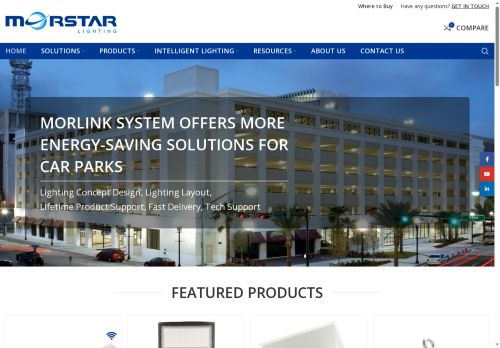 Where to Buy
Have any questions? GET IN TOUCH
MORSTAR
LIGHTING
0
COMPARE
HOME SOLUTIONS PRODUCTS INTELLIGENT LIGHTING RESOURCES ABOUT US CONTACT US
MORLINK SYSTEM OFFERS MORE
ENERGY-SAVING SOLUTIONS FOR
CAR PARKS
Lighting Concept Design, Lighting Layout,
Lifetime Product Support, Fast Delivery, Tech Support
FEATURED PRODUCTS